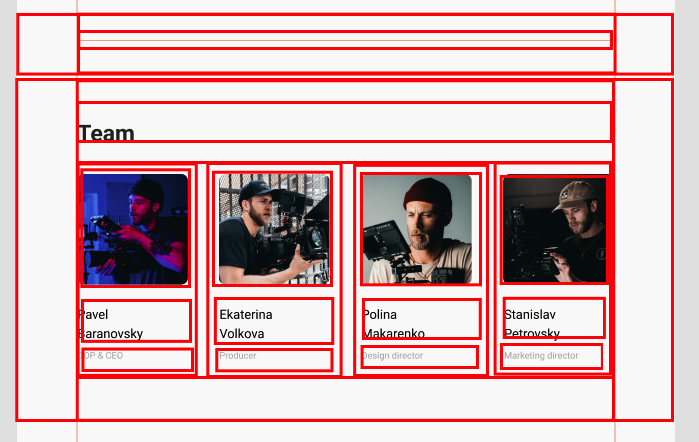 Team
Pavel
Baranovsky
DOP & CEO
Ekaterina
Volkova
Producer
Polina
Makarenko
Design director
Stanislav
Petrovsky
Marketing director